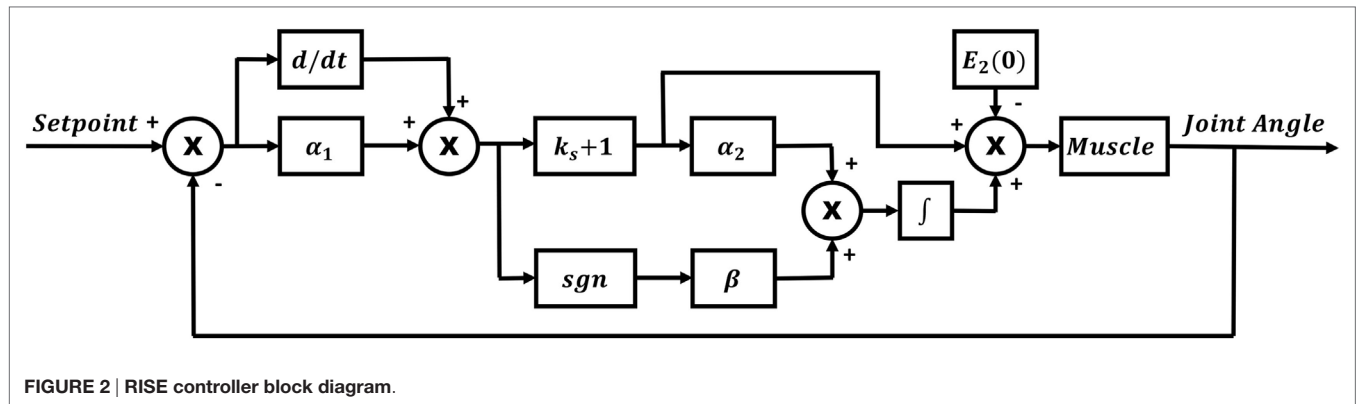 d/dt
E₂(0)
+
-
Setpoint +
+
+
Joint Angle
X
α₁
X
kₛ+1
α₂
X
Muscle
-
+
+
X
∫
+
sgn
β
FIGURE 2 | RISE controller block diagram.